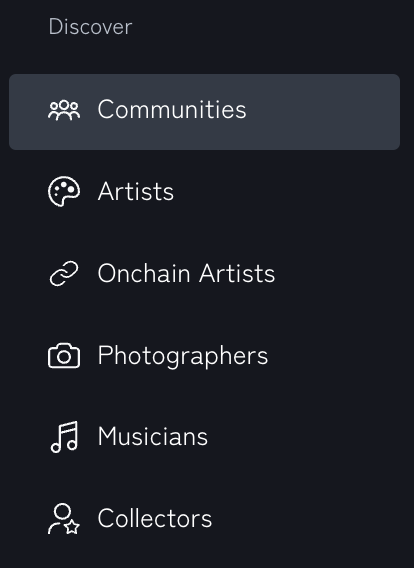 Discover
Communities
Artists
Onchain Artists
Photographers
Musicians
Collectors